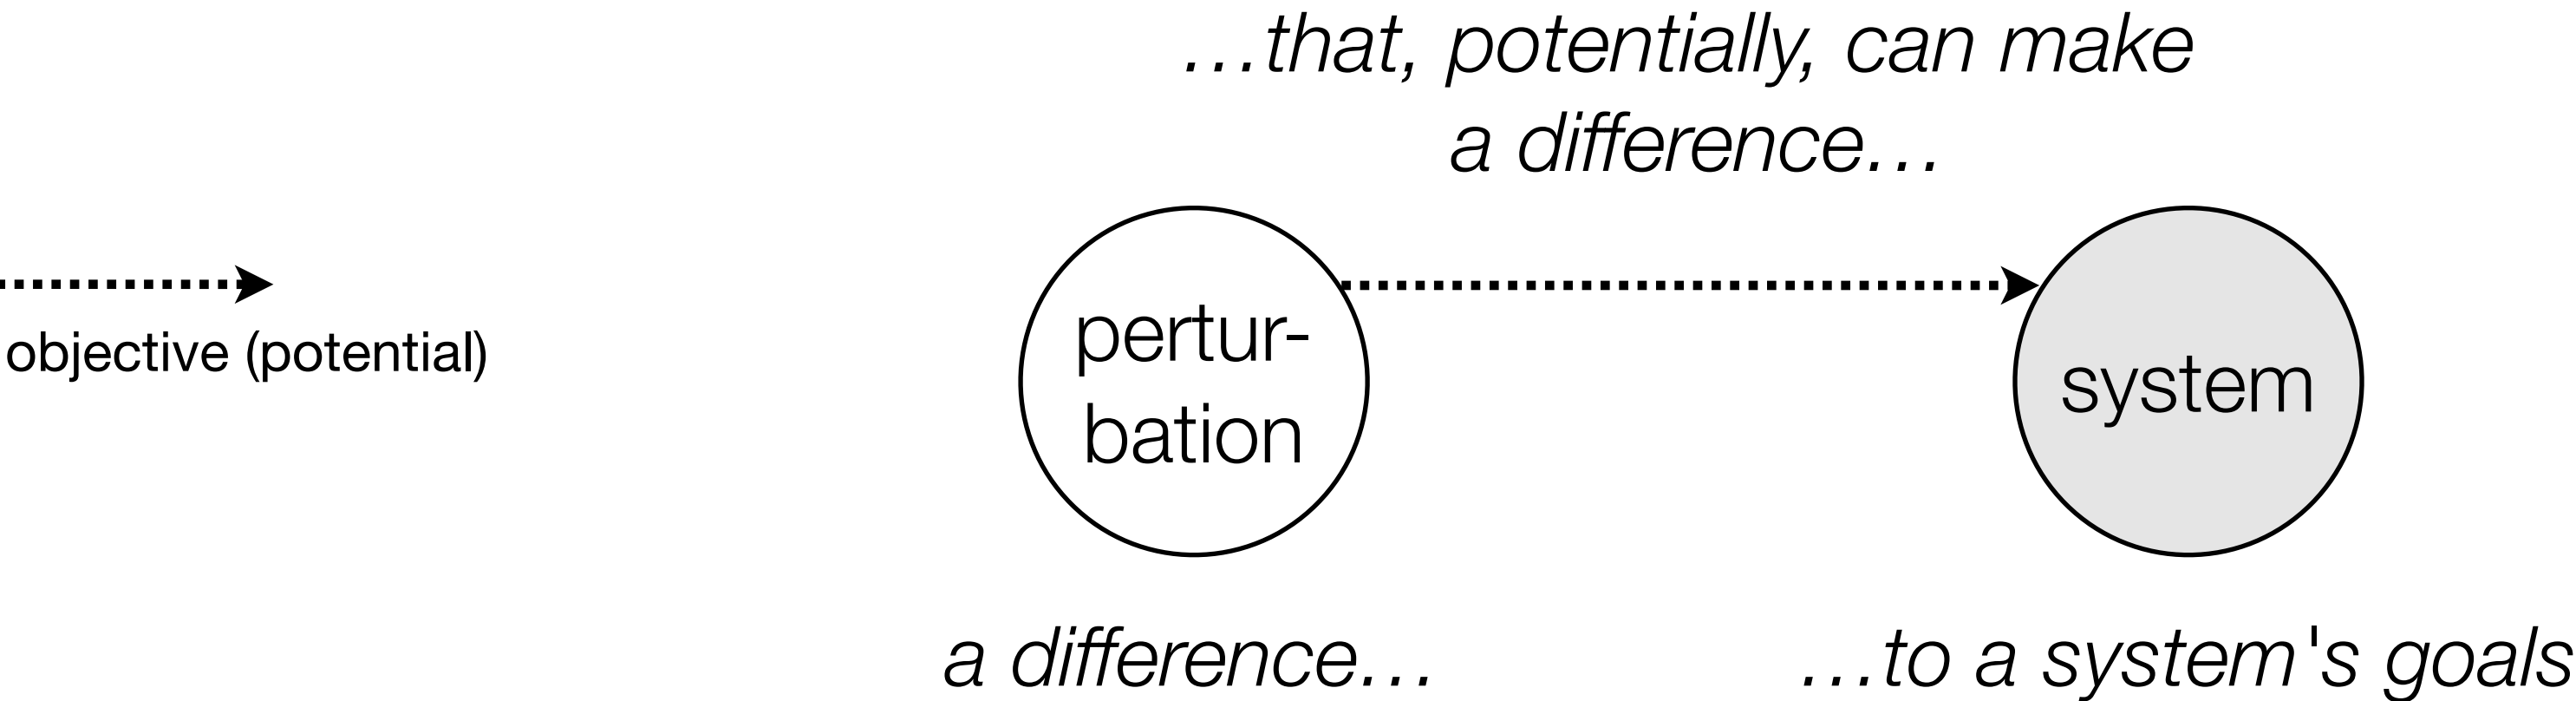 …that, potentially, can make
a difference…
objective (potential)
pertur-
bation
system
a difference…
…to a system's goals